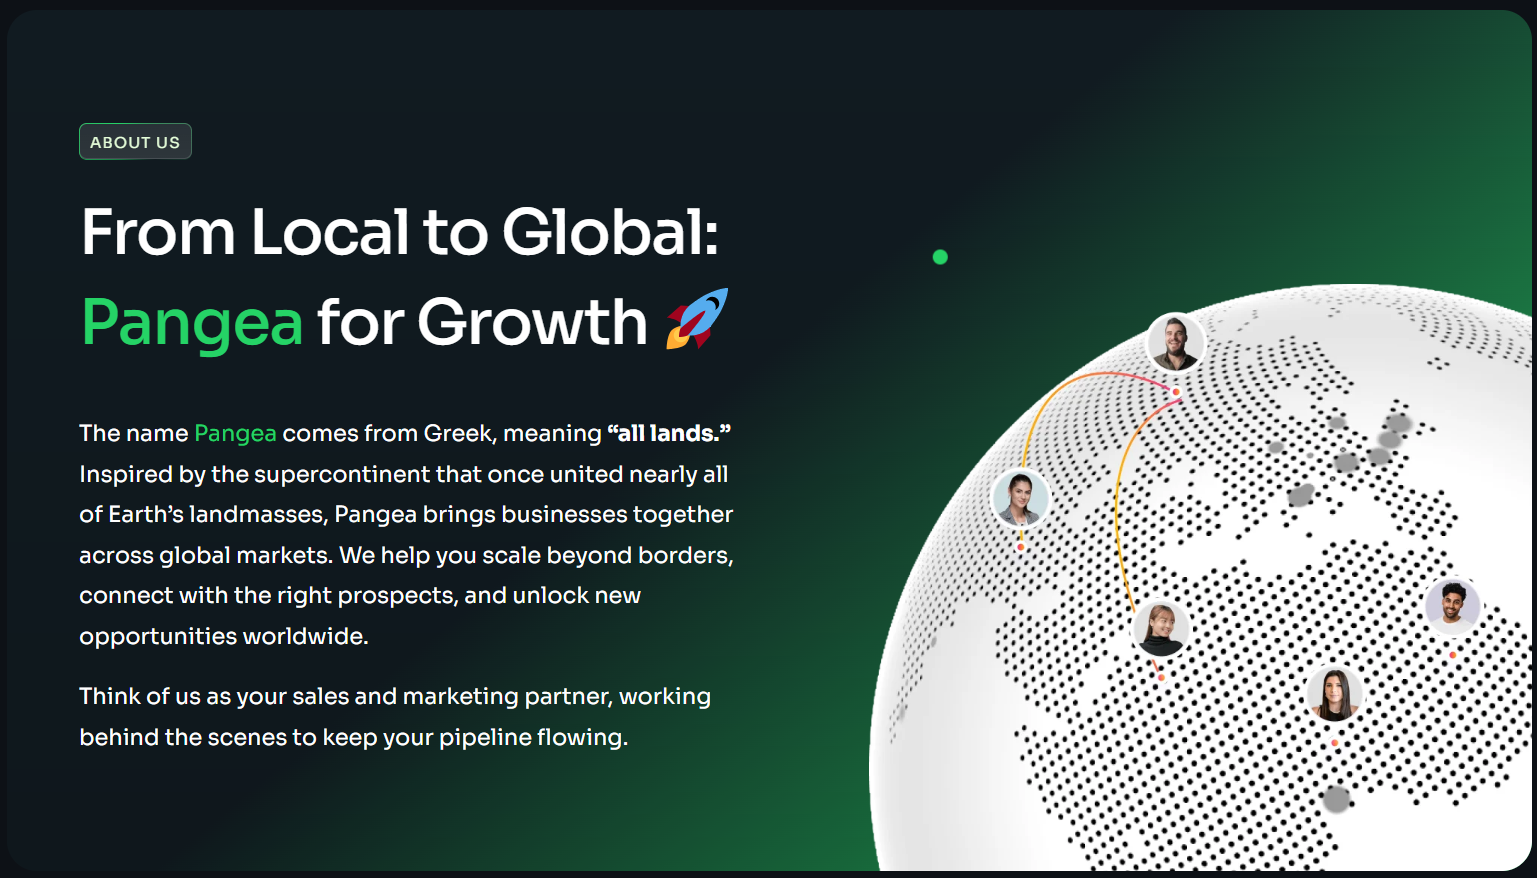 ABOUT US
From Local to Global:
Pangea for Growth 🚀
The name Pangea comes from Greek, meaning “all lands.”
Inspired by the supercontinent that once united nearly all
of Earth’s landmasses, Pangea brings businesses together
across global markets. We help you scale beyond borders,
connect with the right prospects, and unlock new
opportunities worldwide.
Think of us as your sales and marketing partner, working
behind the scenes to keep your pipeline flowing.